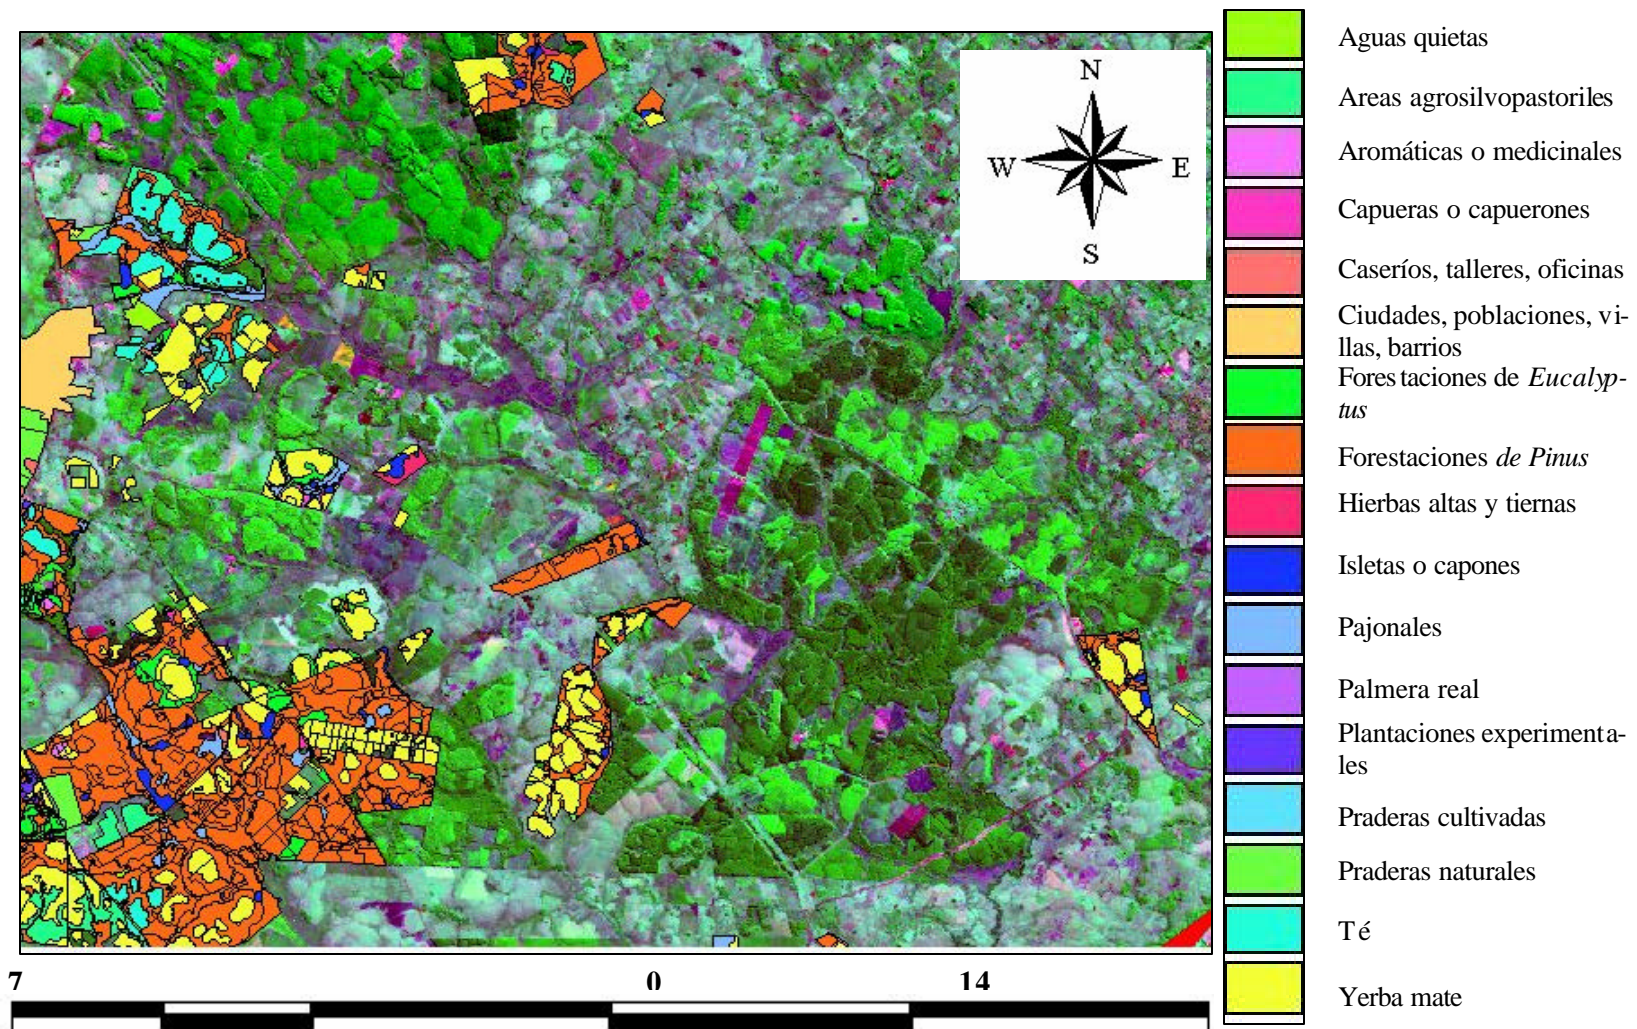 N
W E
S
Aguas quietas
Areas agrosilvopastoriles
Aromáticas o medicinales
Capueras o capuerones
Caseríos, talleres, oficinas
Ciudades, poblaciones, vi-
llas, barrios
Forestaciones de Eucalyp-
tus
Forestaciones de Pinus
Hierbas altas y tiernas
Isletas o capones
Pajonales
Palmera real
Plantaciones experimenta-
les
Praderas cultivadas
Praderas naturales
Té
Yerba mate
7 0 14